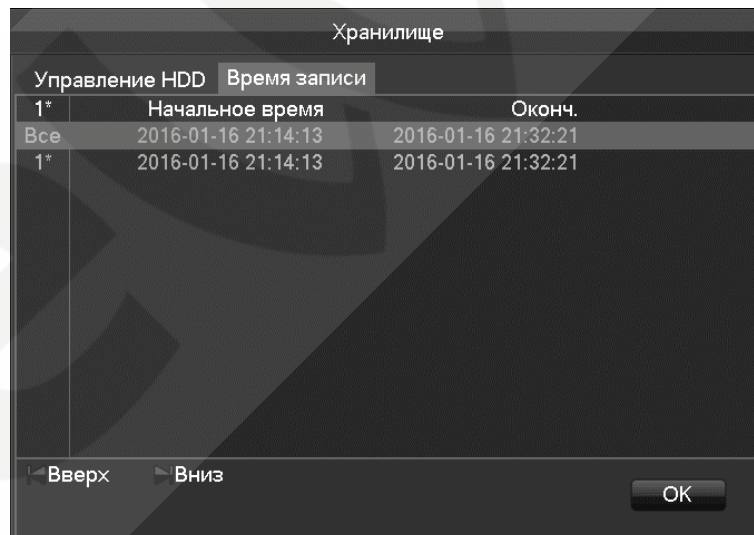 Хранилище
Управление HDD Время записи
1* Начальное время Оконч.
Все 2016-01-16 21:14:13 2016-01-16 21:32:21
1* 2016-01-16 21:14:13 2016-01-16 21:32:21
Вверх Вниз
OK